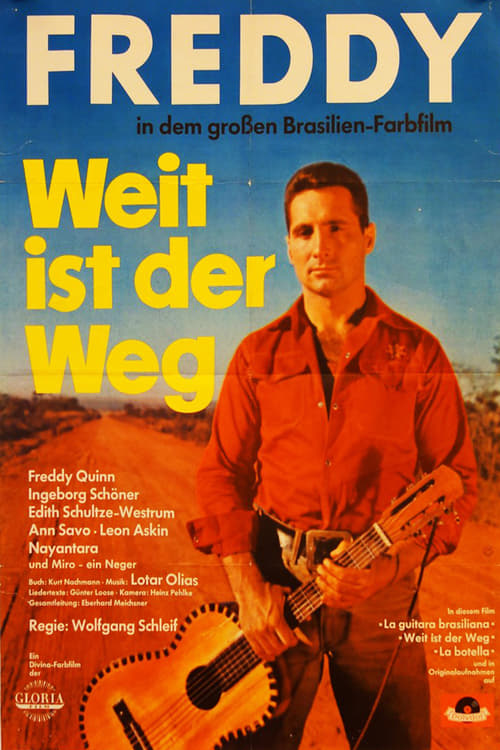 FREDDY
in dem großen Brasilien-Farbfilm
Weit
ist der
Weg
Freddy Quinn
Ingeborg Schöner
Edith Schultze-Westrum
Ann Savo · Leon Askin
Nayantara
und Miro - ein Neger
Buch: Kurt Nachmann · Musik: Lotar Olias
Liedertexte: Günter Loose · Kamera: Heinz Pehlke
Gesamtleitung: Eberhard Meichsner
Regie: Wolfgang Schleif
Ein
Divina-Farbfilm
der
GLORIA
FILM
In diesem Film
· La guitara brasiliana ·
· Weit ist der Weg ·
· La botella ·
und in
Originalaufnahmen
auf